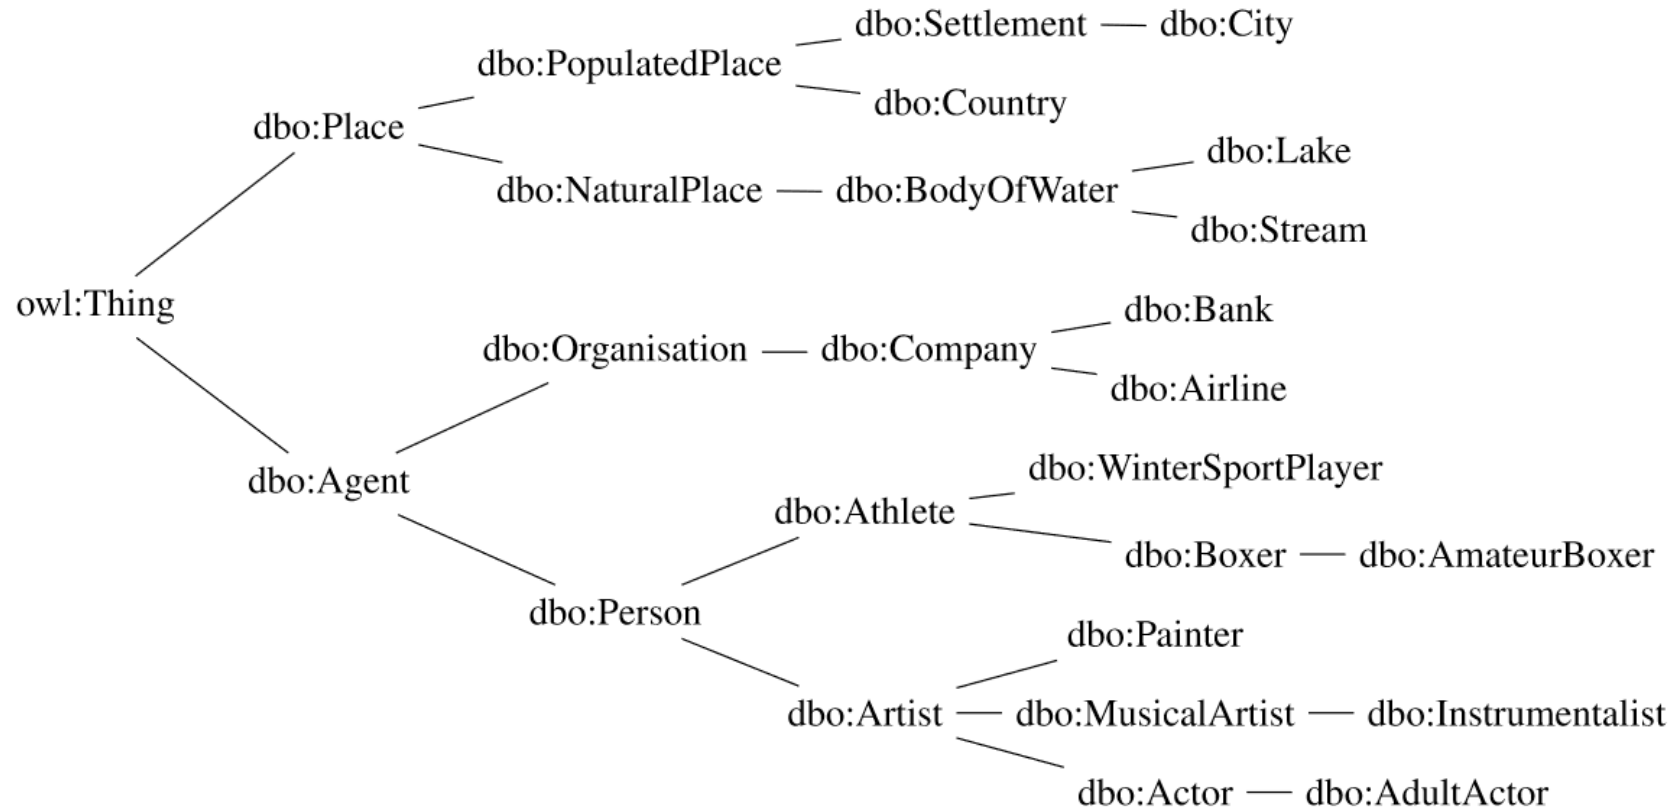 dbo:Settlement
dbo:City
dbo:PopulatedPlace
dbo:Country
dbo:Place
dbo:Lake
dbo:NaturalPlace
dbo:BodyOfWater
dbo:Stream
owl:Thing
dbo:Bank
dbo:Organisation
dbo:Company
dbo:Airline
dbo:Agent
dbo:WinterSportPlayer
dbo:Athlete
dbo:Boxer
dbo:AmateurBoxer
dbo:Person
dbo:Painter
dbo:Artist
dbo:MusicalArtist
dbo:Instrumentalist
dbo:Actor
dbo:AdultActor